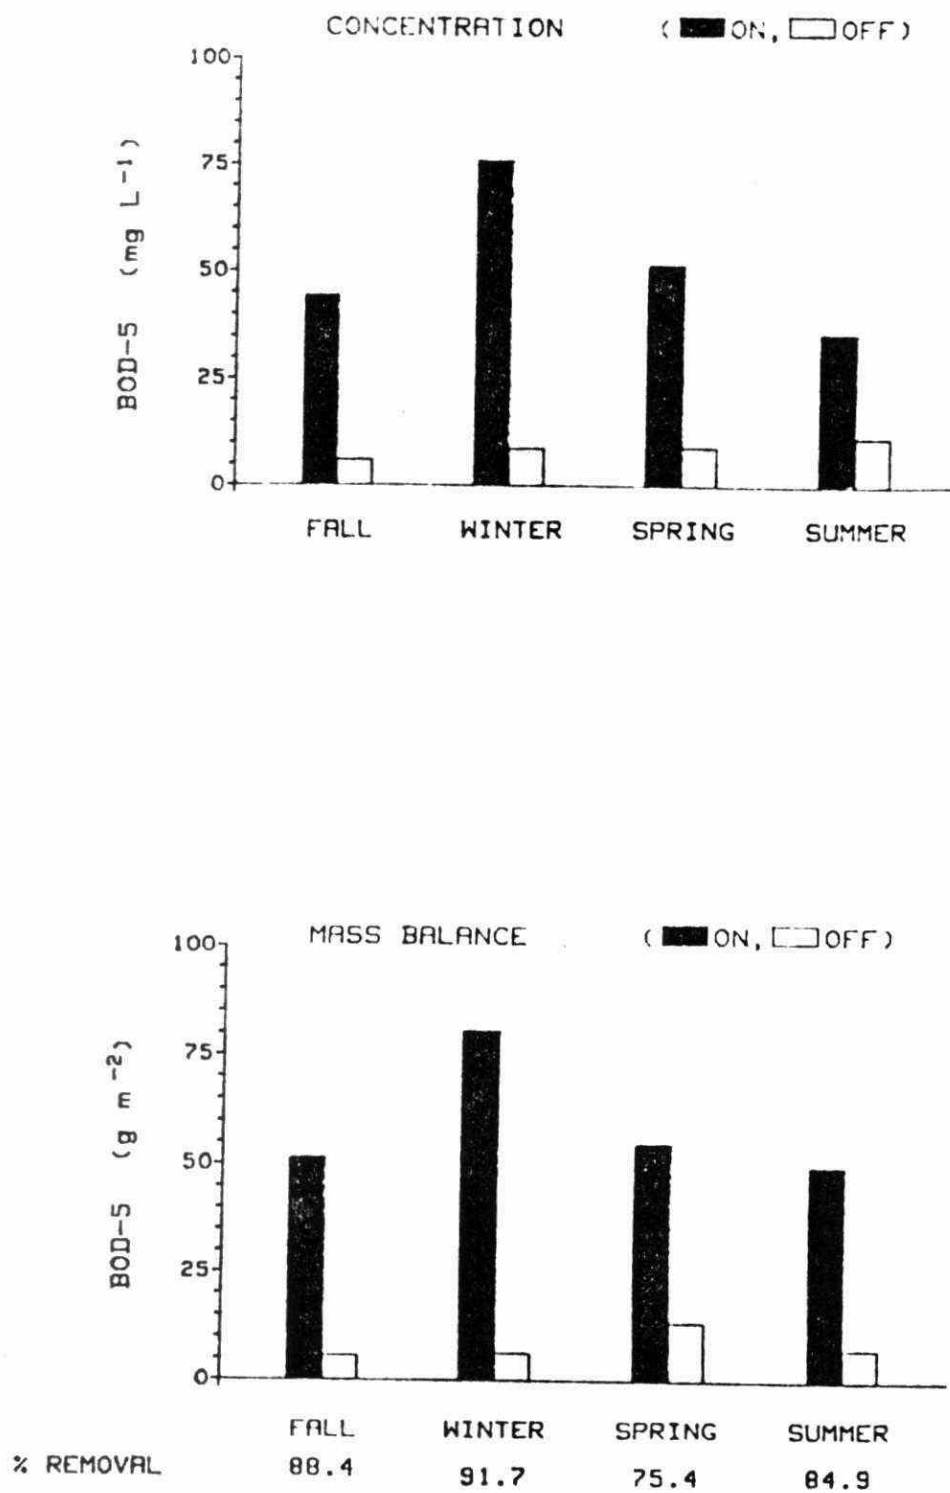 CONCENTRATION (ON, OFF)
100
75
50
25
0
BOD-5 (mg L⁻¹)
FALL WINTER SPRING SUMMER
MASS BALANCE (ON, OFF)
100
75
50
25
0
BOD-5 (g m⁻²)
FALL WINTER SPRING SUMMER
% REMOVAL 88.4 91.7 75.4 84.9